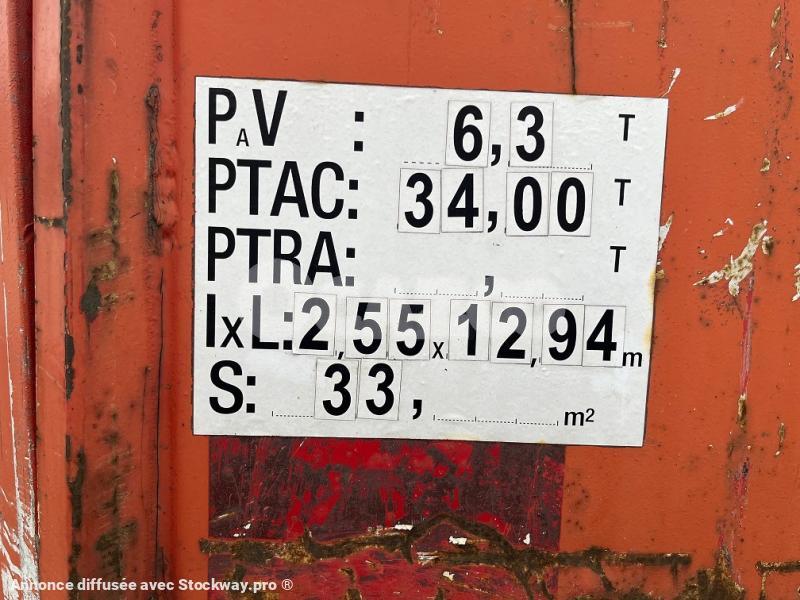 PAV : 6,3 T
PTAC: 34,00 T
PTRA: , T
IxL: 2,55 x 12,94 m
S: 33, m²
Annonce diffusée avec Stockway.pro ®